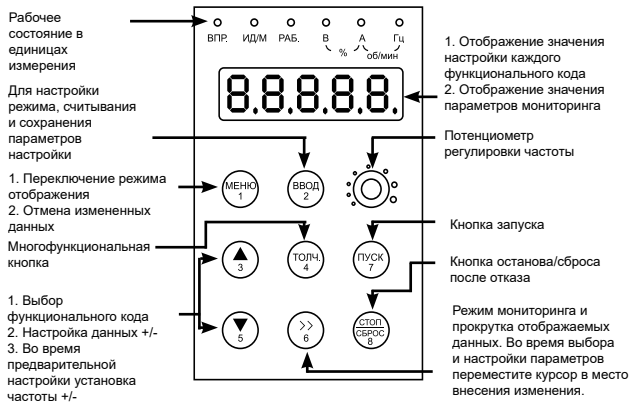 Рабочее
состояние в
единицах
измерения
Для настройки
режима, считывания
и сохранения
параметров
настройки
1. Переключение режима
отображения
2. Отмена измененных
данных
Многофункциональная
кнопка
1. Выбор
функционального кода
2. Настройка данных +/-
3. Во время
предварительной
настройки установка
частоты +/-
ВПР. ИД/М РАБ. В А Гц
% об/мин
8.8.8.8.8.
МЕНЮ
1
ВВОД
2
3
ТОЛЧ.
4
ПУСК
7
5
>>
6
СТОП
СБРОС
8
1. Отображение значения
настройки каждого
функционального кода
2. Отображение значения
параметров мониторинга
Потенциометр
регулировки частоты
Кнопка запуска
Кнопка останова/сброса
после отказа
Режим мониторинга и
прокрутка отображаемых
данных. Во время выбора
и настройки параметров
переместите курсор в место
внесения изменения.